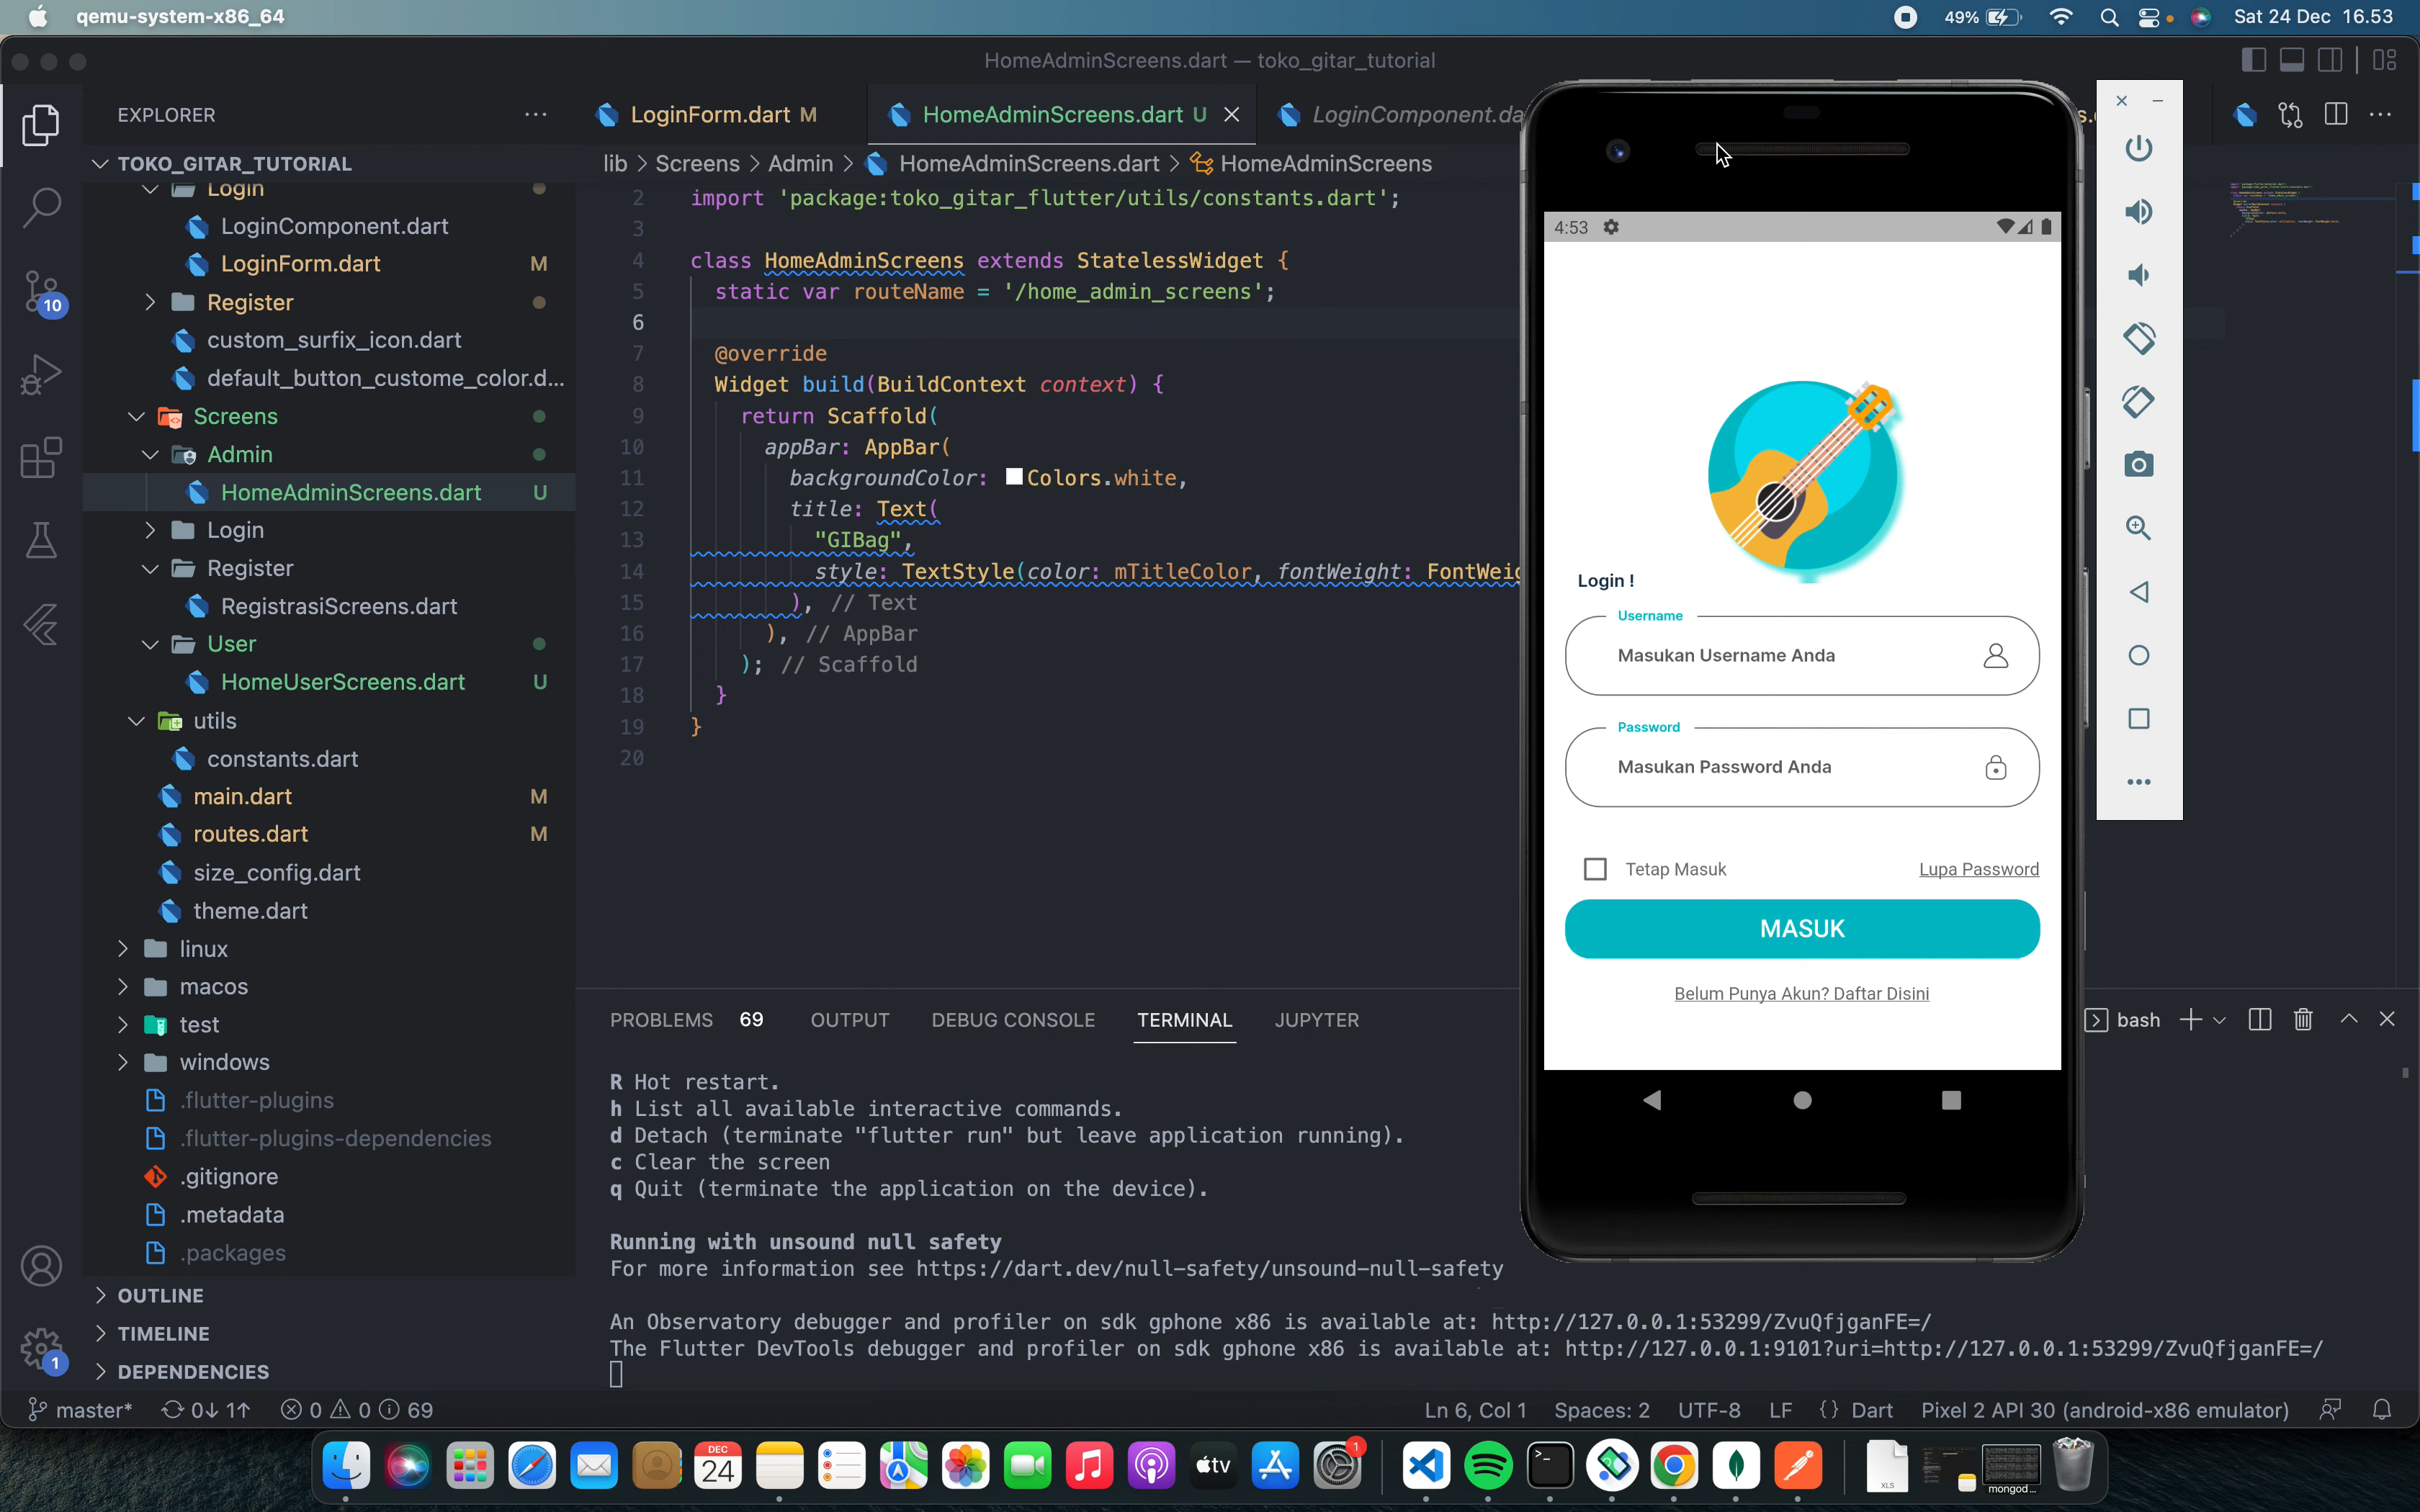 qemu-system-x86_64
49%
Sat 24 Dec 16.53
HomeAdminScreens.dart — toko_gitar_tutorial
EXPLORER
LoginForm.dart M
HomeAdminScreens.dart U
LoginComponent.da
TOKO_GITAR_TUTORIAL
lib > Screens > Admin > HomeAdminScreens.dart > HomeAdminScreens
Login
LoginComponent.dart
LoginForm.dart M
Register
custom_surfix_icon.dart
default_button_custome_color.d...
Screens
Admin
HomeAdminScreens.dart U
Login
Register
RegistrasiScreens.dart
User
HomeUserScreens.dart U
utils
constants.dart
main.dart M
routes.dart M
size_config.dart
theme.dart
linux
macos
test
windows
.flutter-plugins
.flutter-plugins-dependencies
.gitignore
.metadata
.packages
OUTLINE
TIMELINE
DEPENDENCIES
10
1
2 import 'package:toko_gitar_flutter/utils/constants.dart';
3
4 class HomeAdminScreens extends StatelessWidget {
5 static var routeName = '/home_admin_screens';
6
7 @override
8 Widget build(BuildContext context) {
9 return Scaffold(
10 appBar: AppBar(
11 backgroundColor: Colors.white,
12 title: Text(
13 "GIBag",
14 style: TextStyle(color: mTitleColor, fontWeight: FontWeig
15 ), // Text
16 ), // AppBar
17 ); // Scaffold
18 }
19 }
20
4:53
Login !
Username
Masukan Username Anda
Password
Masukan Password Anda
Tetap Masuk
Lupa Password
MASUK
Belum Punya Akun? Daftar Disini
PROBLEMS 69 OUTPUT DEBUG CONSOLE TERMINAL JUPYTER
bash
R Hot restart.
h List all available interactive commands.
d Detach (terminate "flutter run" but leave application running).
c Clear the screen
q Quit (terminate the application on the device).
Running with unsound null safety
For more information see https://dart.dev/null-safety/unsound-null-safety
An Observatory debugger and profiler on sdk gphone x86 is available at: http://127.0.0.1:53299/ZvuQfjganFE=/
The Flutter DevTools debugger and profiler on sdk gphone x86 is available at: http://127.0.0.1:9101?uri=http://127.0.0.1:53299/ZvuQfjganFE=/
master* 0↓ 1↑ 0 0 69
Ln 6, Col 1 Spaces: 2 UTF-8 LF {} Dart Pixel 2 API 30 (android-x86 emulator)
DEC
24
tv
1
XLS
mongod...